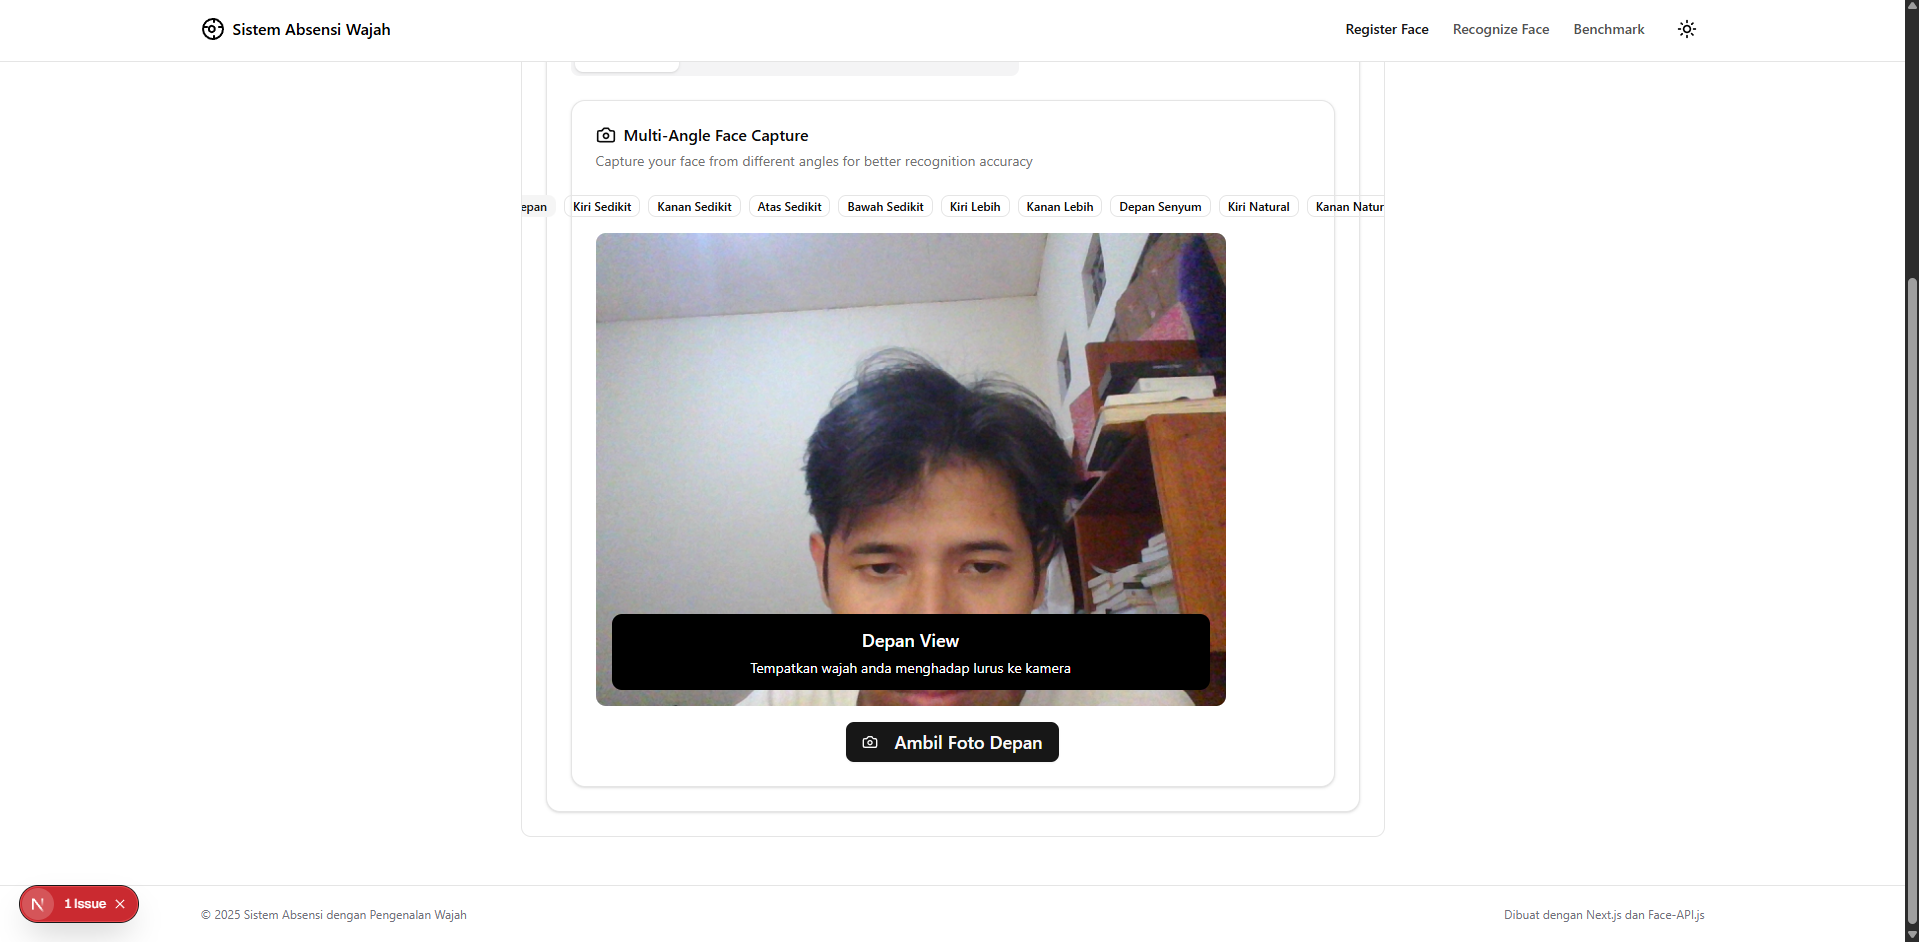 Sistem Absensi Wajah
Register Face
Recognize Face
Benchmark
Multi-Angle Face Capture
Capture your face from different angles for better recognition accuracy
epan
Kiri Sedikit
Kanan Sedikit
Atas Sedikit
Bawah Sedikit
Kiri Lebih
Kanan Lebih
Depan Senyum
Kiri Natural
Kanan Natur
Depan View
Tempatkan wajah anda menghadap lurus ke kamera
Ambil Foto Depan
N
1 Issue
© 2025 Sistem Absensi dengan Pengenalan Wajah
Dibuat dengan Next.js dan Face-API.js